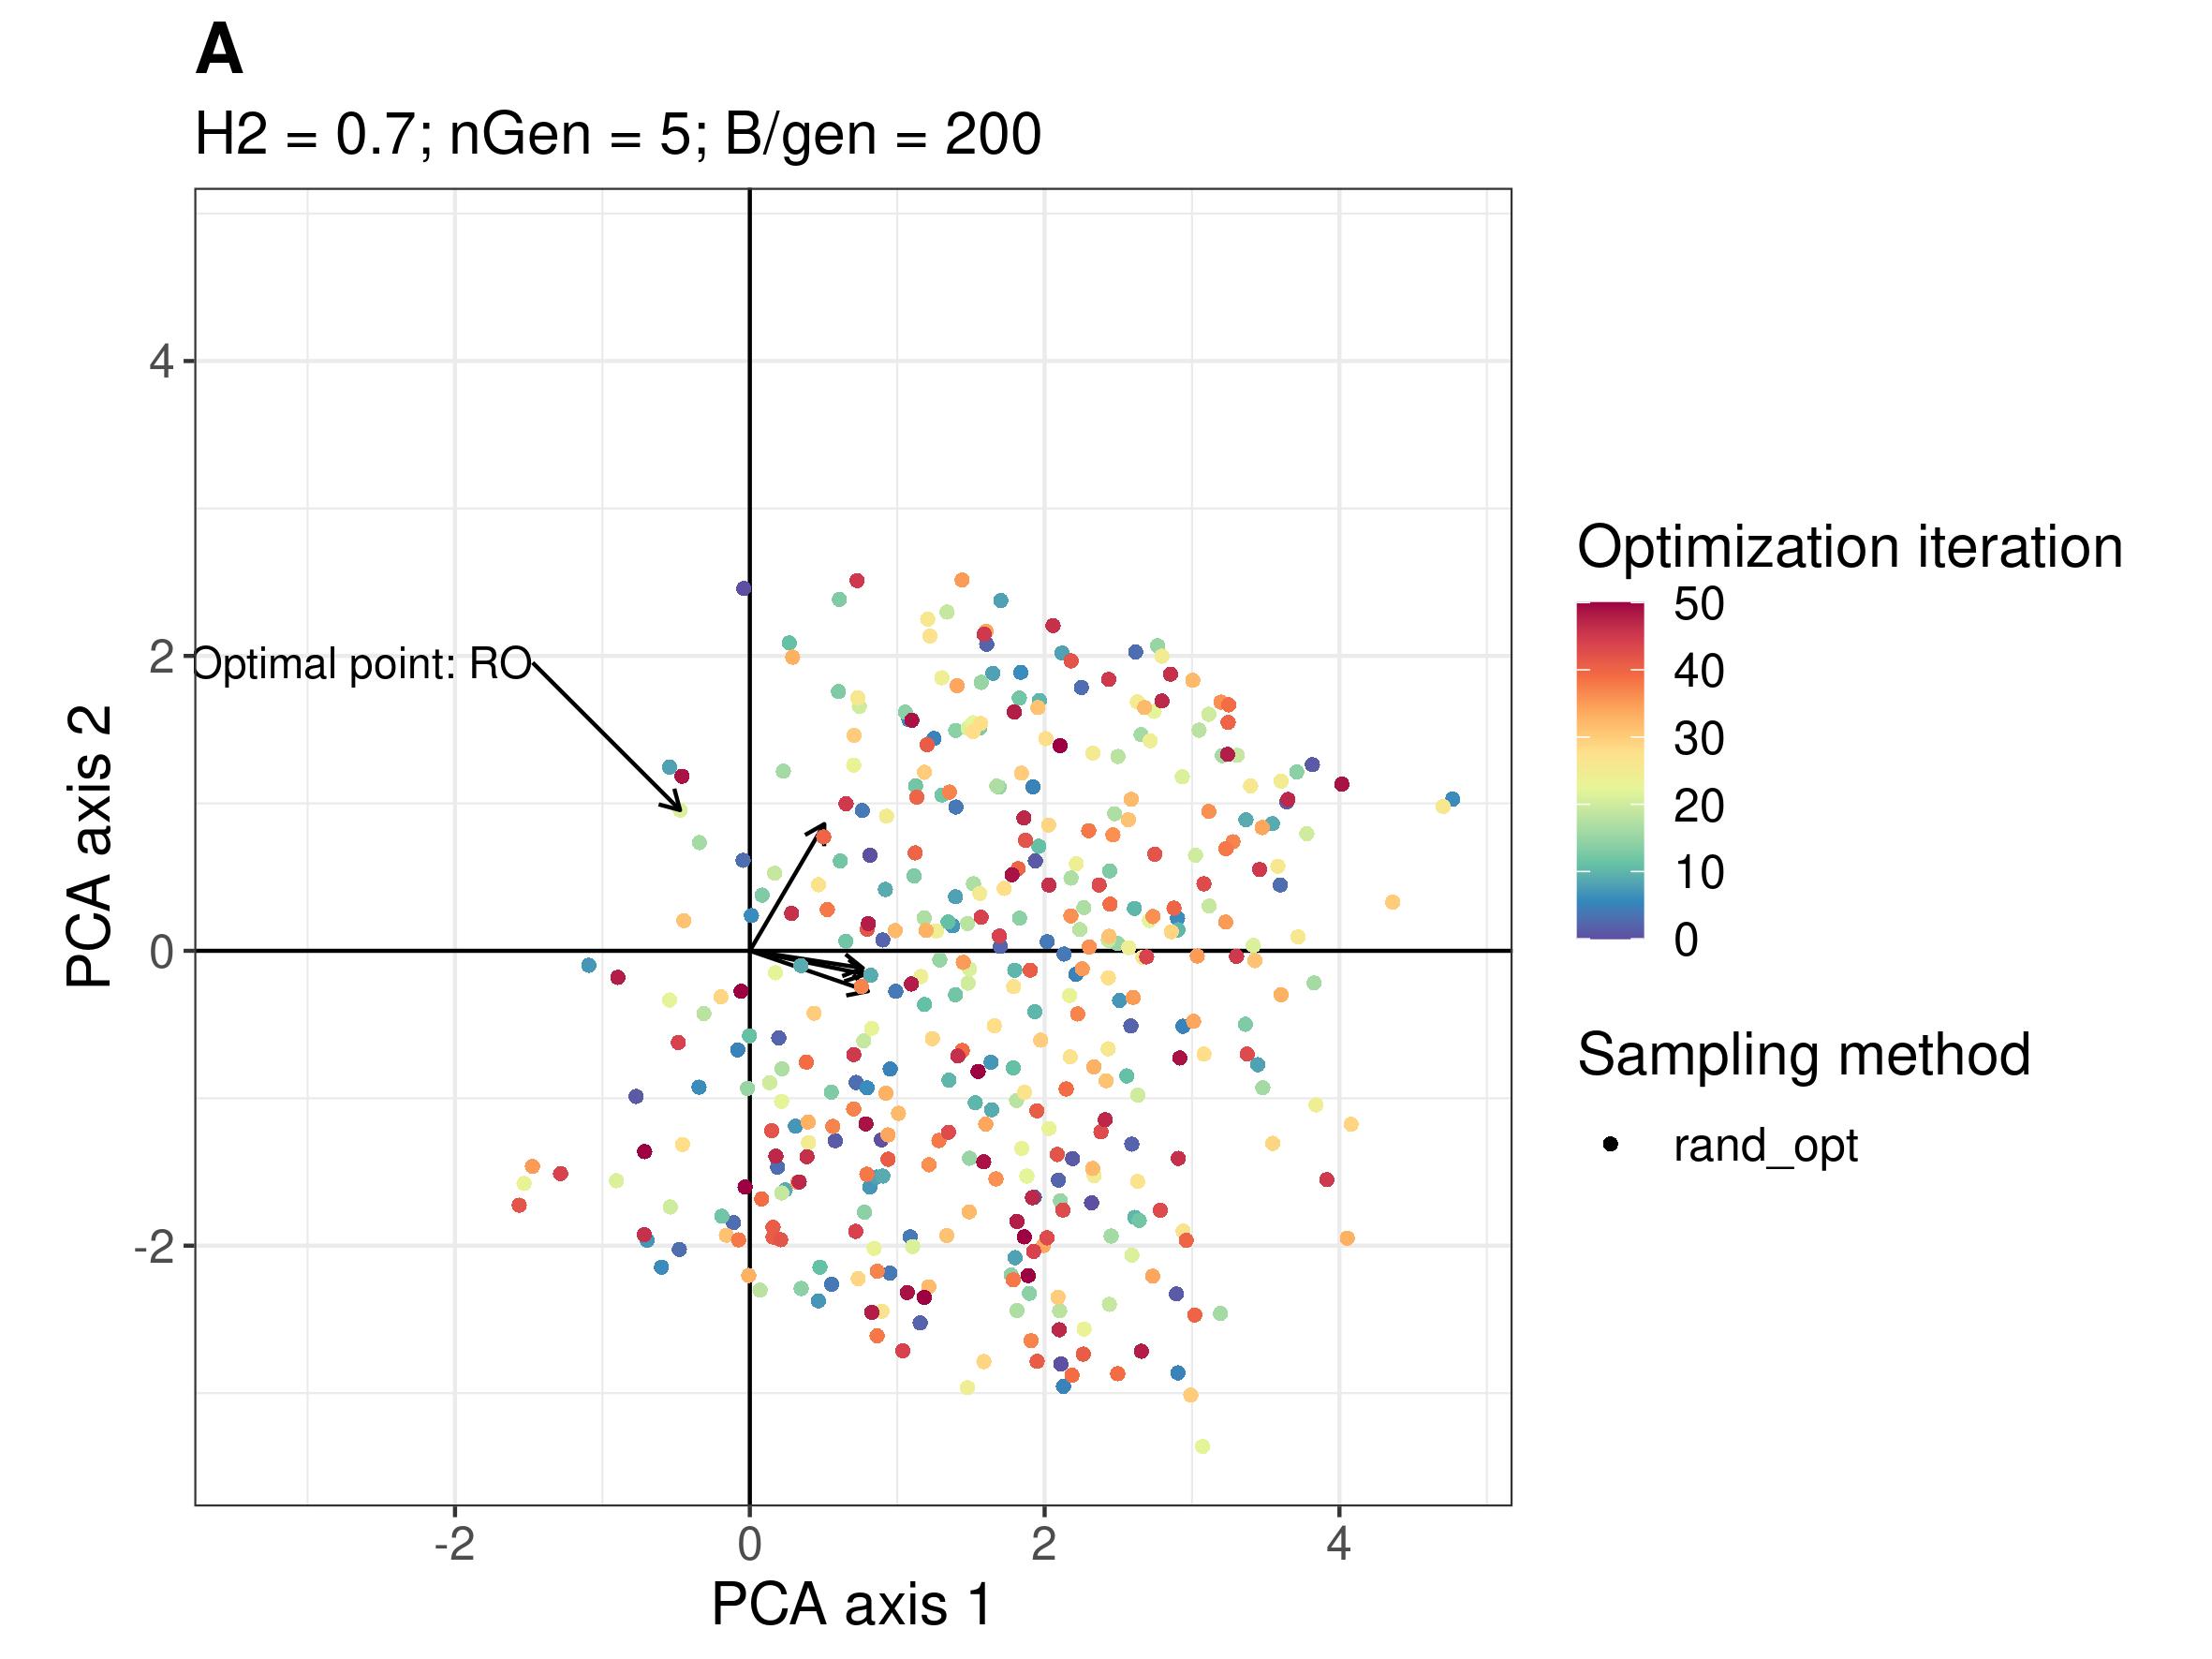 A
H2 = 0.7; nGen = 5; B/gen = 200
4
2
0
-2
Optimal point: RO
-2
0
2
4
PCA axis 1
PCA axis 2
Optimization iteration
50
40
30
20
10
0
Sampling method
rand_opt